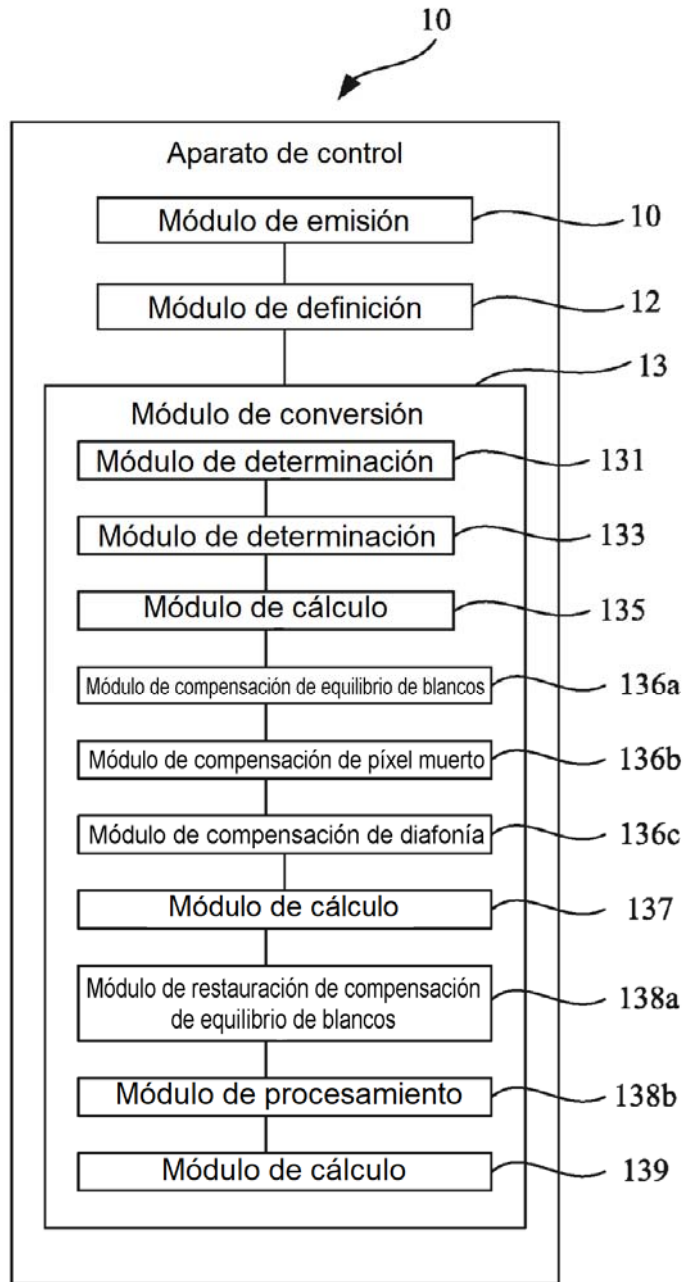 10
Aparato de control
Módulo de emisión 10
Módulo de definición 12
13
Módulo de conversión
Módulo de determinación 131
Módulo de determinación 133
Módulo de cálculo 135
Módulo de compensación de equilibrio de blancos 136a
Módulo de compensación de píxel muerto 136b
Módulo de compensación de diafonía 136c
Módulo de cálculo 137
Módulo de restauración de compensación
de equilibrio de blancos 138a
Módulo de procesamiento 138b
Módulo de cálculo 139